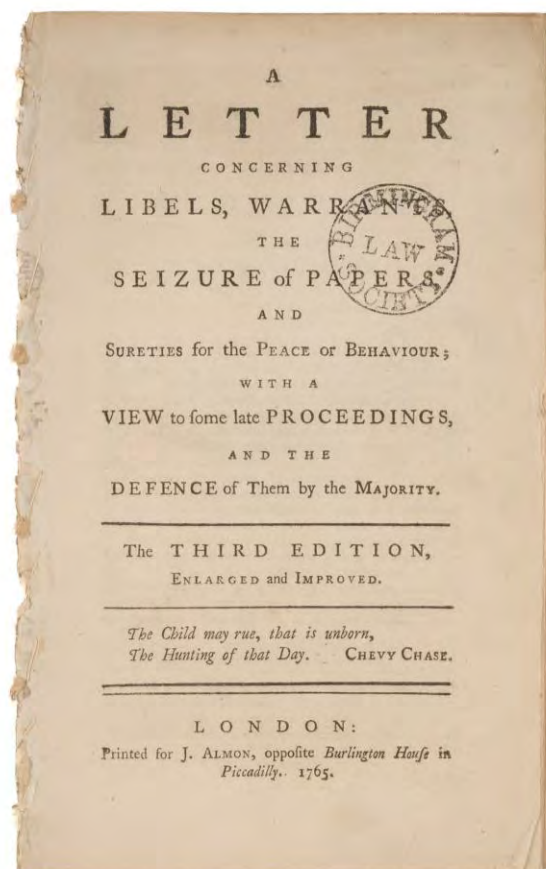 A
LETTER
CONCERNING
LIBELS, WARRANTS,
THE
SEIZURE of PAPERS,
AND
SURETIES for the PEACE or BEHAVIOUR;
WITH A
VIEW to ſome late PROCEEDINGS,
AND THE
DEFENCE of Them by the MAJORITY.
The THIRD EDITION,
ENLARGED and IMPROVED.
The Child may rue, that is unborn,
The Hunting of that Day. CHEVY CHASE.
LONDON:
Printed for J. ALMON, oppoſite Burlington Houſe in
Piccadilly. 1765.
BIRMINGHAM
LAW
SOCIETY